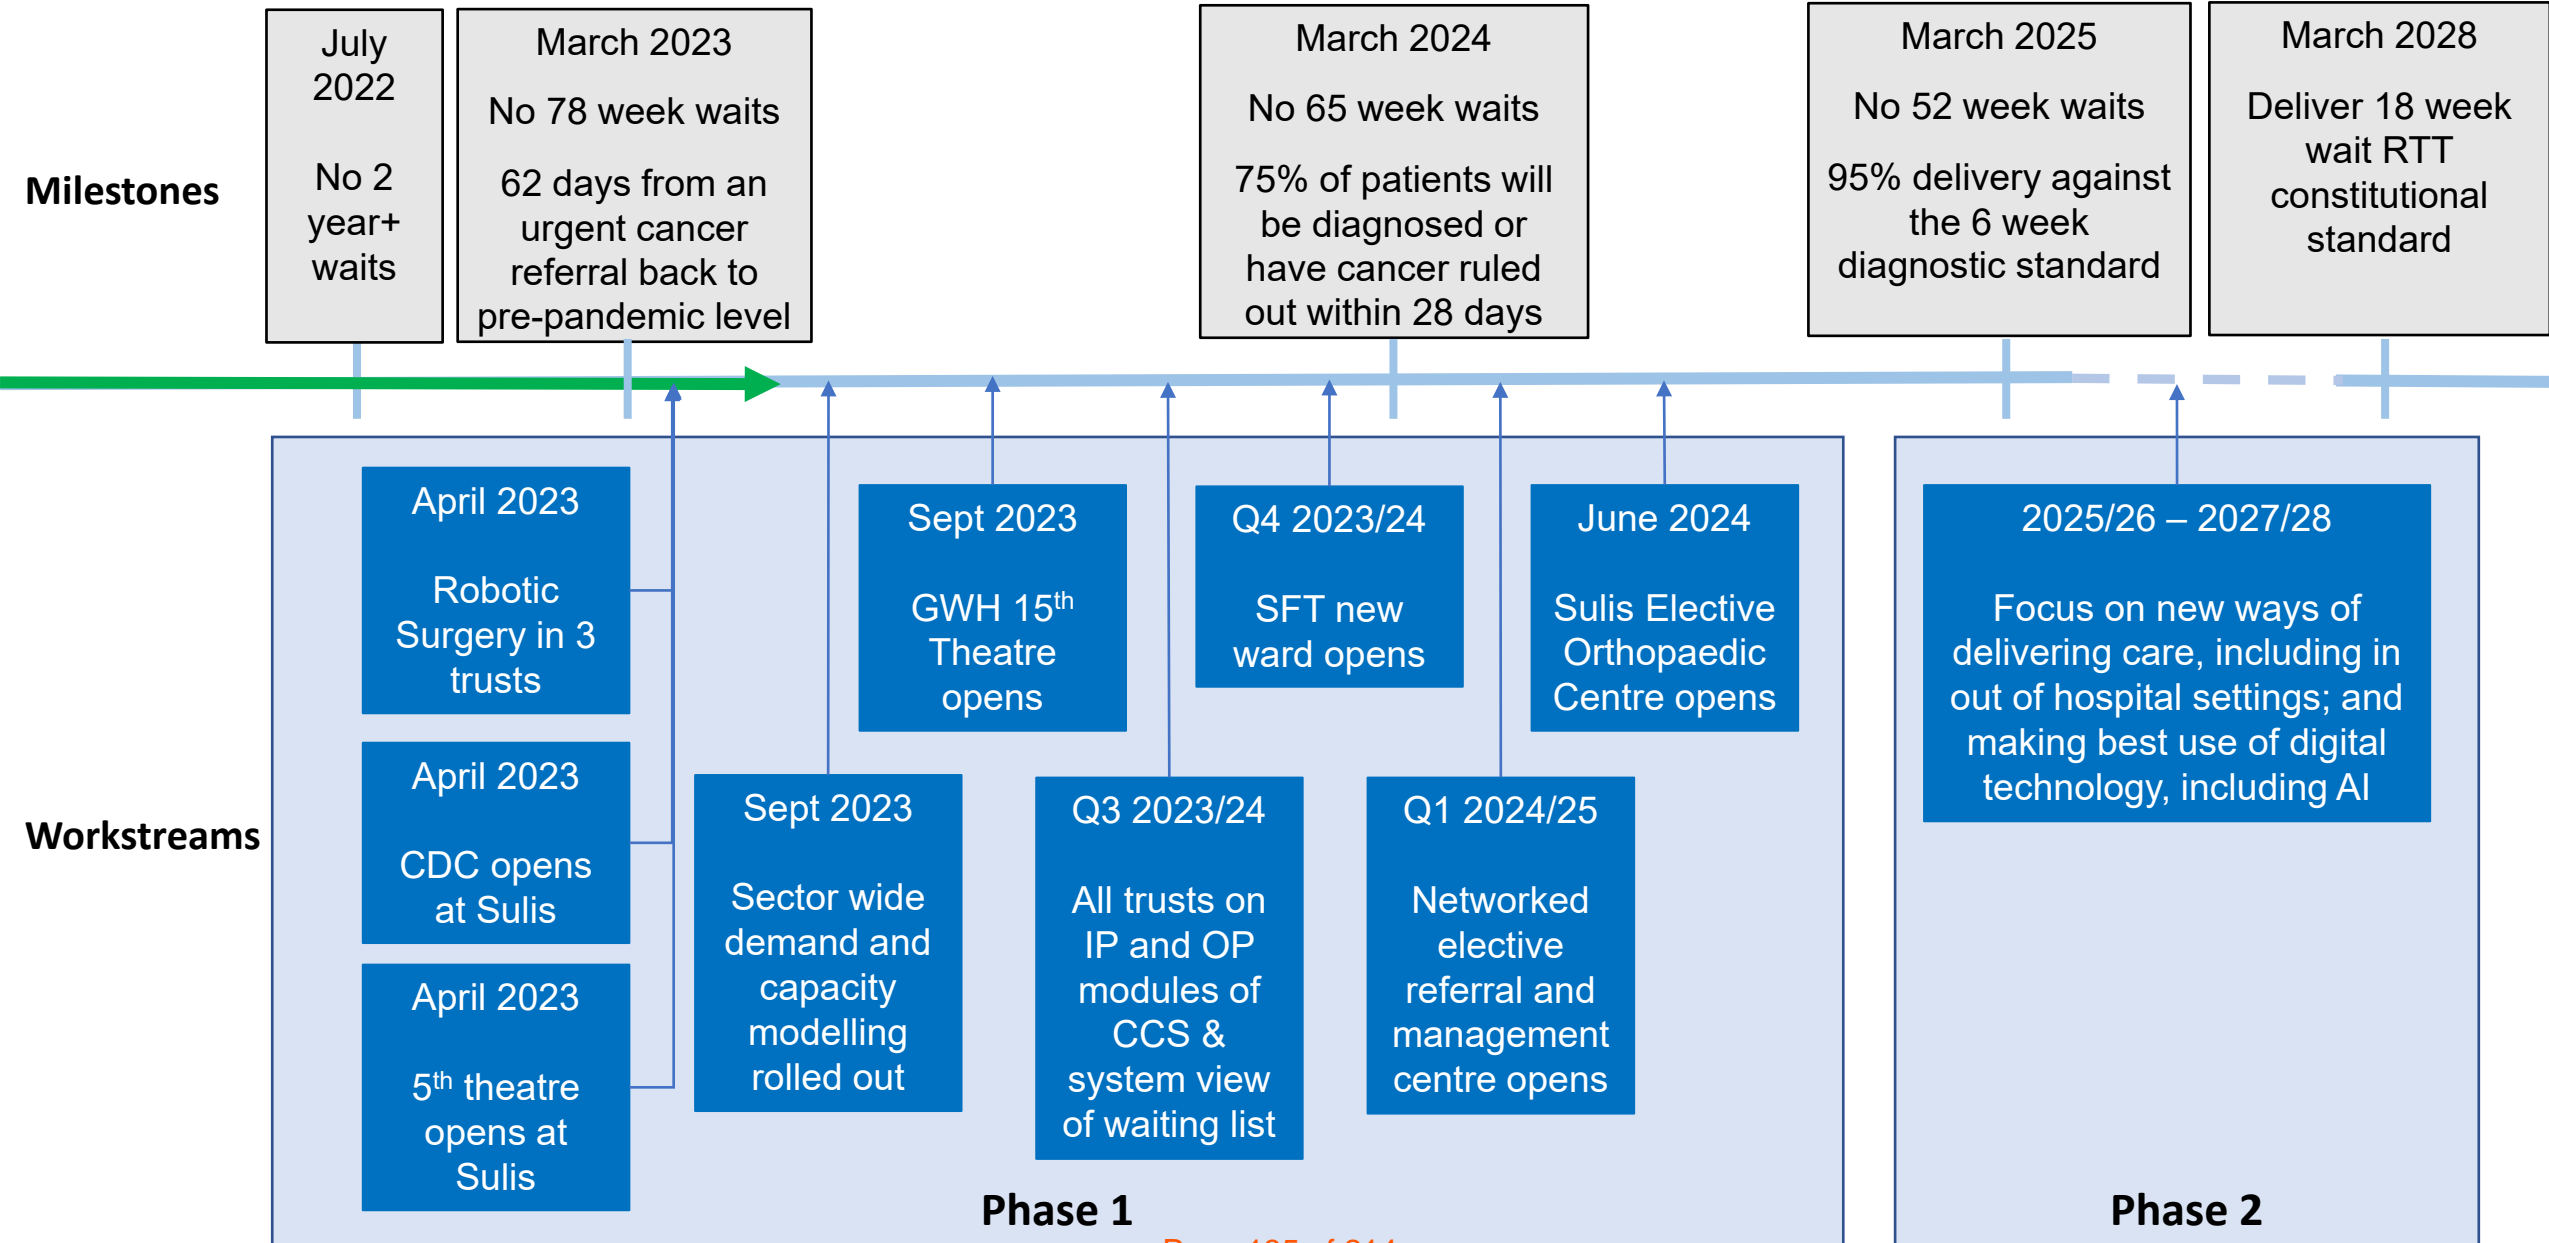 July
2022
No 2
year+
waits
March 2023
No 78 week waits
62 days from an
urgent cancer
referral back to
pre-pandemic level
March 2024
No 65 week waits
75% of patients will
be diagnosed or
have cancer ruled
out within 28 days
March 2025
No 52 week waits
95% delivery against
the 6 week
diagnostic standard
March 2028
Deliver 18 week
wait RTT
constitutional
standard
Milestones
Workstreams
April 2023
Robotic
Surgery in 3
trusts
April 2023
CDC opens
at Sulis
April 2023
5th theatre
opens at
Sulis
Sept 2023
Sector wide
demand and
capacity
modelling
rolled out
Sept 2023
GWH 15th
Theatre
opens
Q3 2023/24
All trusts on
IP and OP
modules of
CCS &
system view
of waiting list
Q4 2023/24
SFT new
ward opens
Q1 2024/25
Networked
elective
referral and
management
centre opens
June 2024
Sulis Elective
Orthopaedic
Centre opens
Phase 1
2025/26 – 2027/28
Focus on new ways of
delivering care, including in
out of hospital settings; and
making best use of digital
technology, including AI
Phase 2